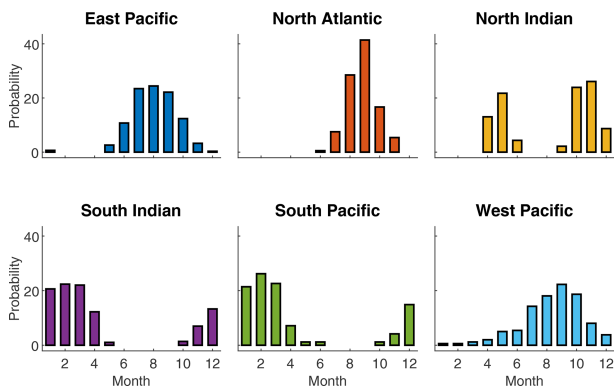 East Pacific North Atlantic North Indian
40
20
0
Probability
South Indian South Pacific West Pacific
40
20
0
Probability
2 4 6 8 10 12 2 4 6 8 10 12 2 4 6 8 10 12
Month Month Month